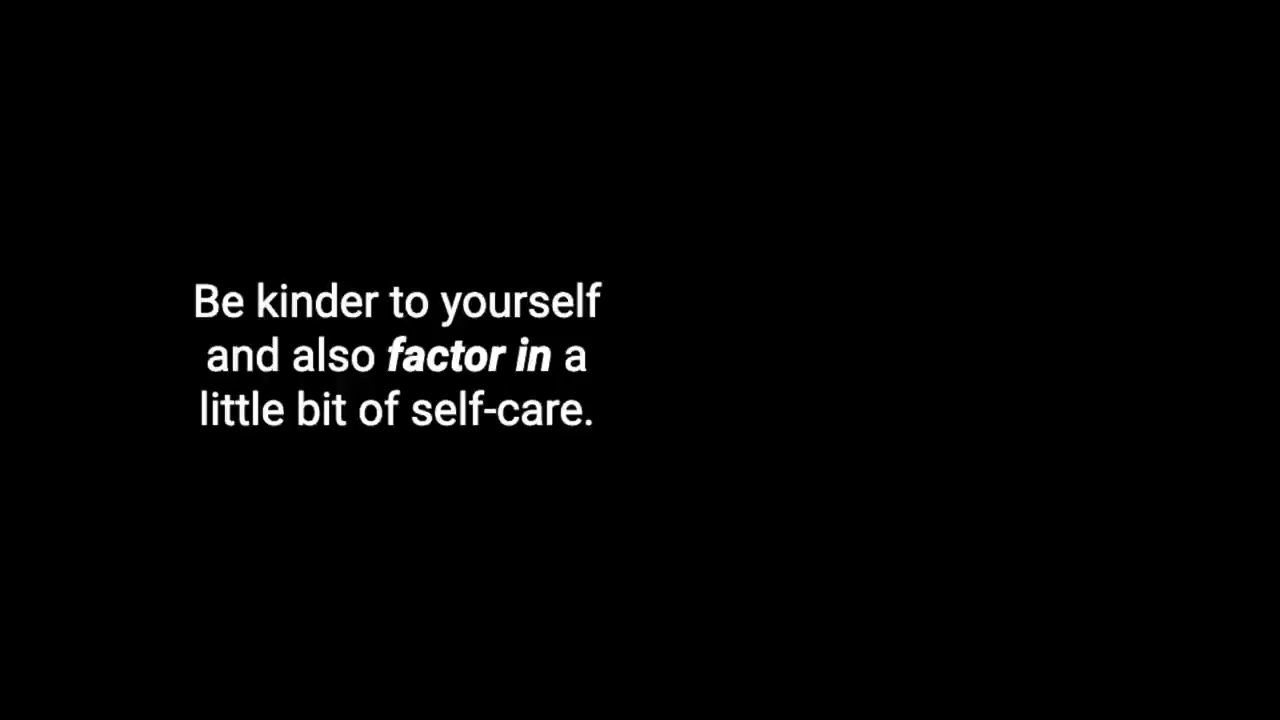 Be kinder to yourself
and also factor in a
little bit of self-care.